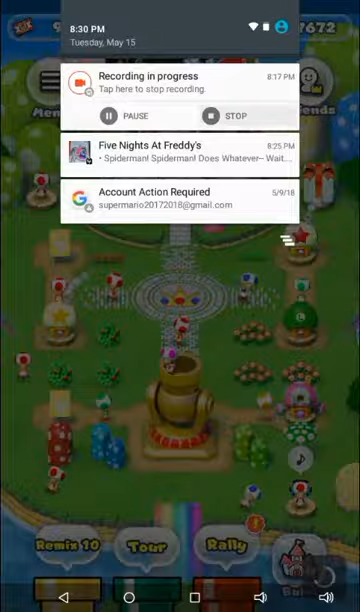 8:30 PM
Tuesday, May 15
7672
Recording in progress
8:17 PM
Tap here to stop recording.
PAUSE
STOP
Five Nights At Freddy's
8:25 PM
• Spiderman! Spiderman! Does Whatever-- Wait...
Account Action Required
5/9/18
supermario20172018@gmail.com
Remix 10
Tour
Rally